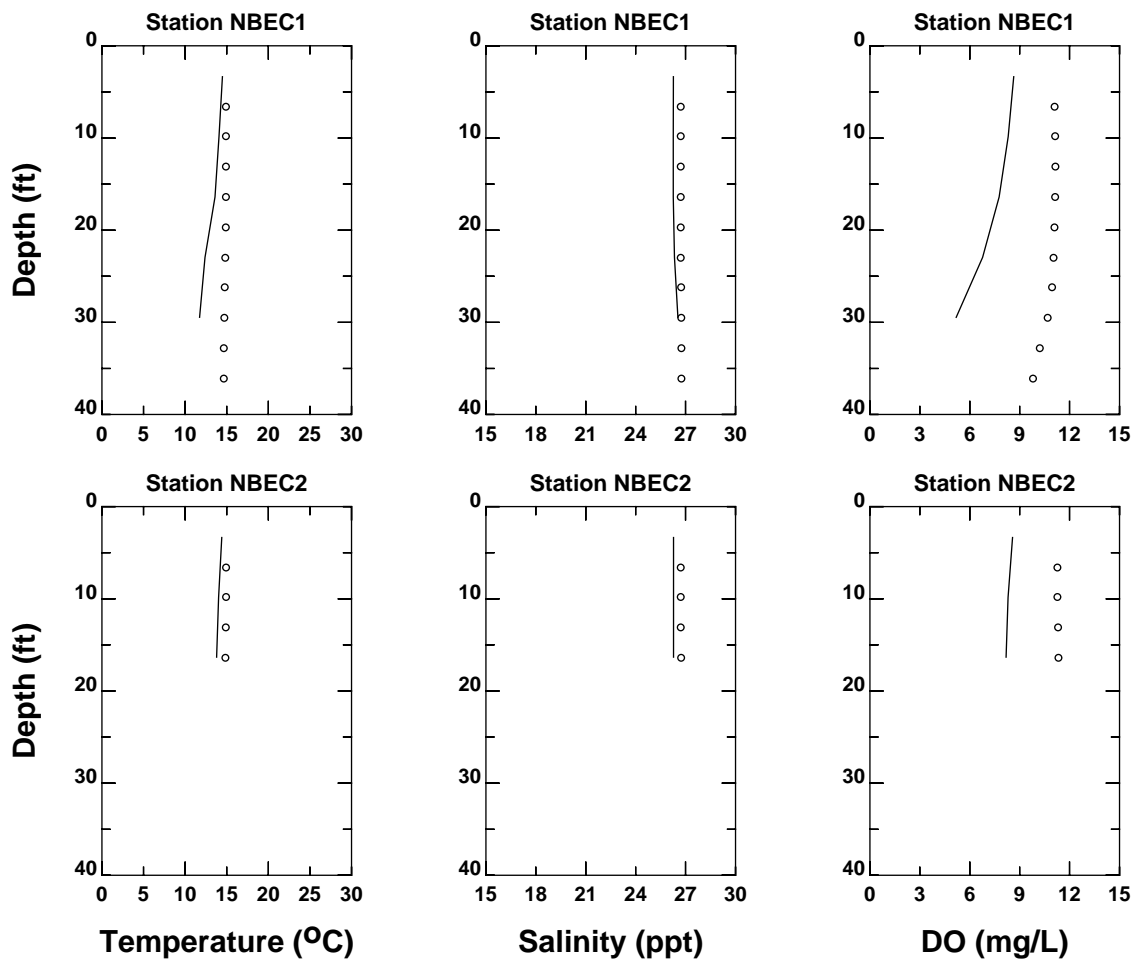 Station NBEC1 Station NBEC1 Station NBEC1
0 0 0
10 10 10
20 20 20
30 30 30
40 40 40
Depth (ft)
0 5 10 15 20 25 30 15 18 21 24 27 30 0 3 6 9 12 15
Station NBEC2 Station NBEC2 Station NBEC2
0 0 0
10 10 10
20 20 20
30 30 30
40 40 40
Depth (ft)
0 5 10 15 20 25 30 15 18 21 24 27 30 0 3 6 9 12 15
Temperature (OC) Salinity (ppt) DO (mg/L)